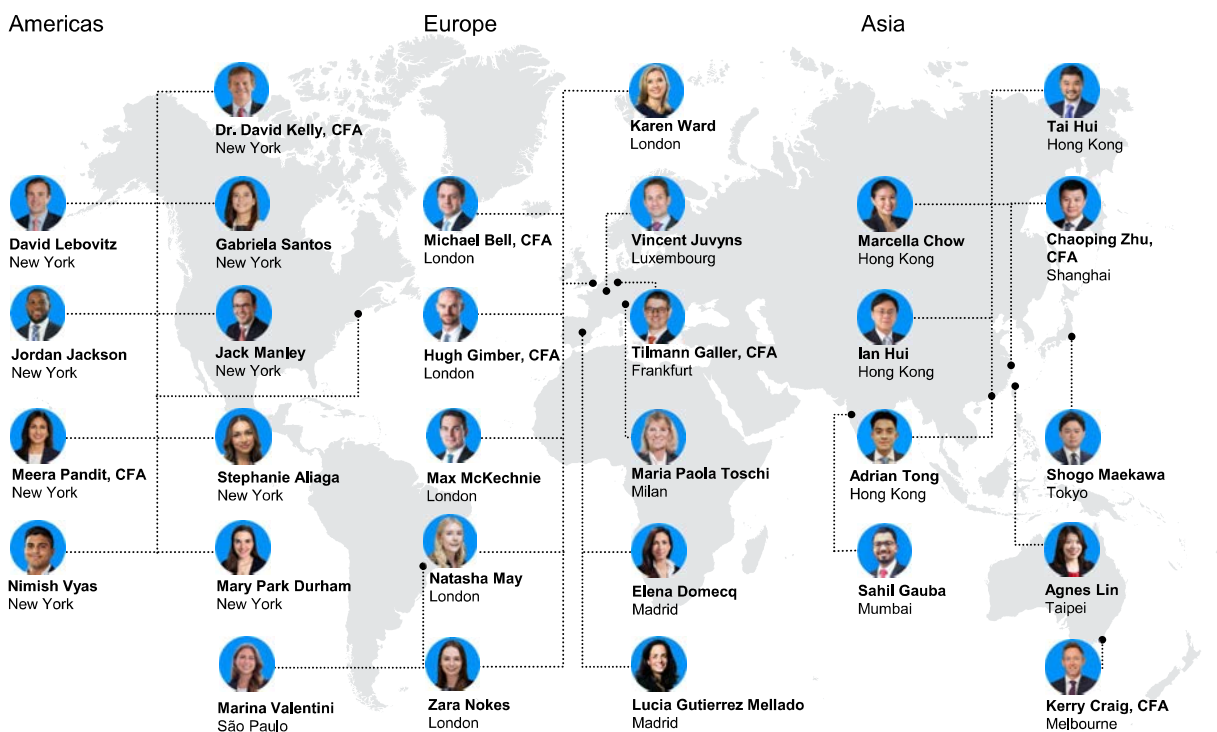 Americas
Dr. David Kelly, CFA
New York
David Lebovitz
New York
Gabriela Santos
New York
Jordan Jackson
New York
Jack Manley
New York
Meera Pandit, CFA
New York
Stephanie Aliaga
New York
Nimish Vyas
New York
Mary Park Durham
New York
Marina Valentini
São Paulo
Europe
Karen Ward
London
Michael Bell, CFA
London
Vincent Juvyns
Luxembourg
Hugh Gimber, CFA
London
Tilmann Galler, CFA
Frankfurt
Max McKechnie
London
Maria Paola Toschi
Milan
Natasha May
London
Elena Domecq
Madrid
Zara Nokes
London
Lucia Gutierrez Mellado
Madrid
Asia
Tai Hui
Hong Kong
Marcella Chow
Hong Kong
Chaoping Zhu,
CFA
Shanghai
Ian Hui
Hong Kong
Adrian Tong
Hong Kong
Shogo Maekawa
Tokyo
Sahil Gauba
Mumbai
Agnes Lin
Taipei
Kerry Craig, CFA
Melbourne